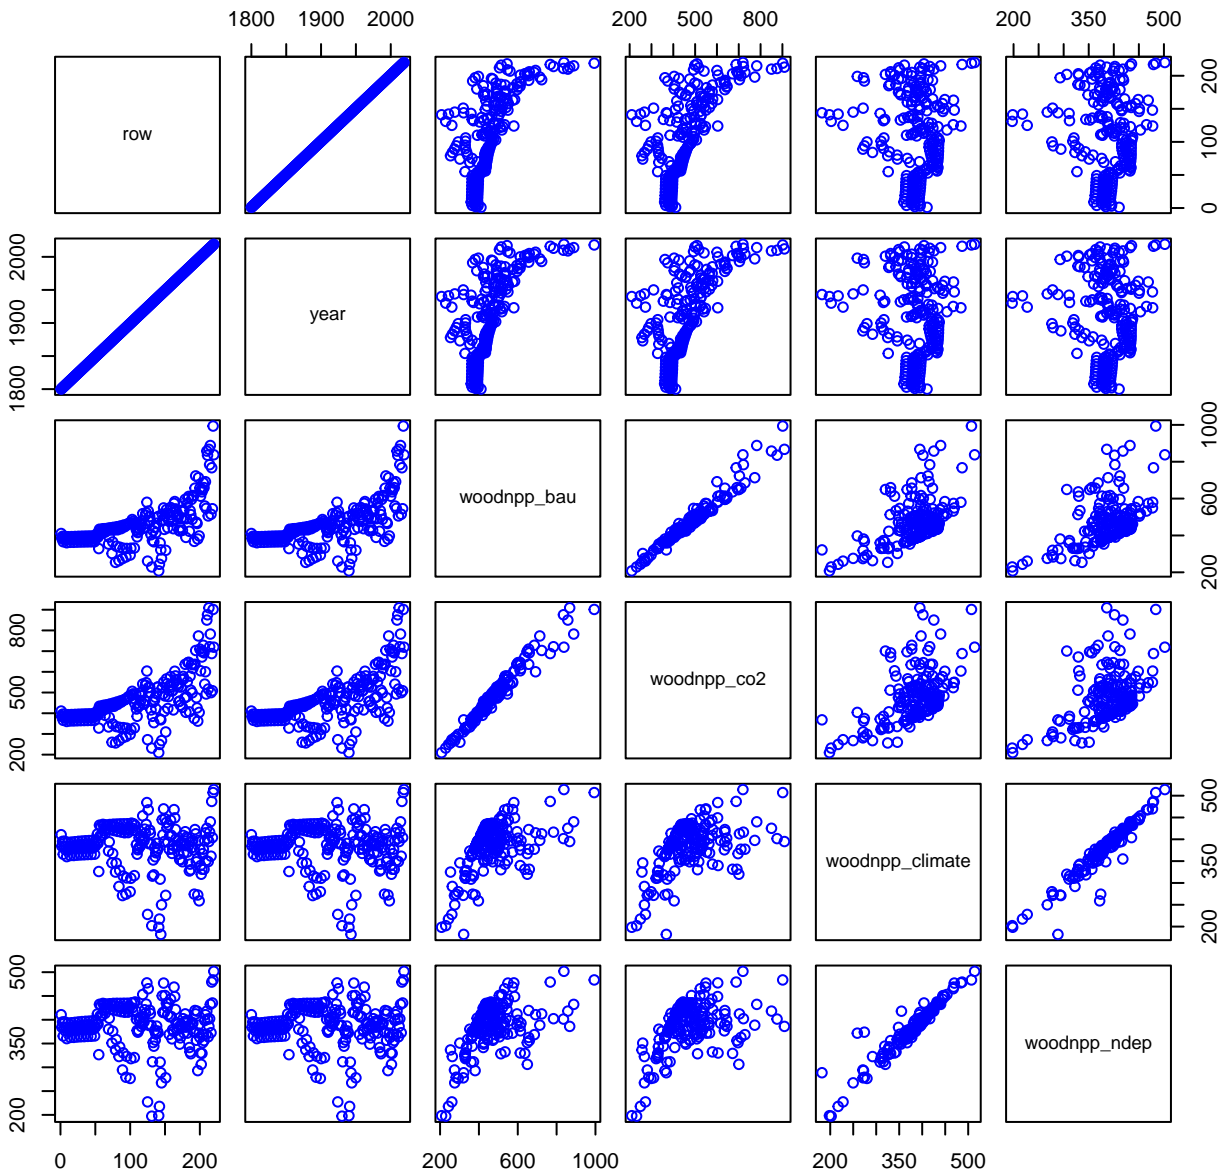 1800 1900 2000 200 500 800 200 350 500
row 0 100 200
1800 1900 2000 year
woodnpp_bau 200 600 1000
200 500 800 woodnpp_co2
woodnpp_climate 200 350 500
200 350 500 woodnpp_ndep
0 100 200 200 600 1000 200 350 500